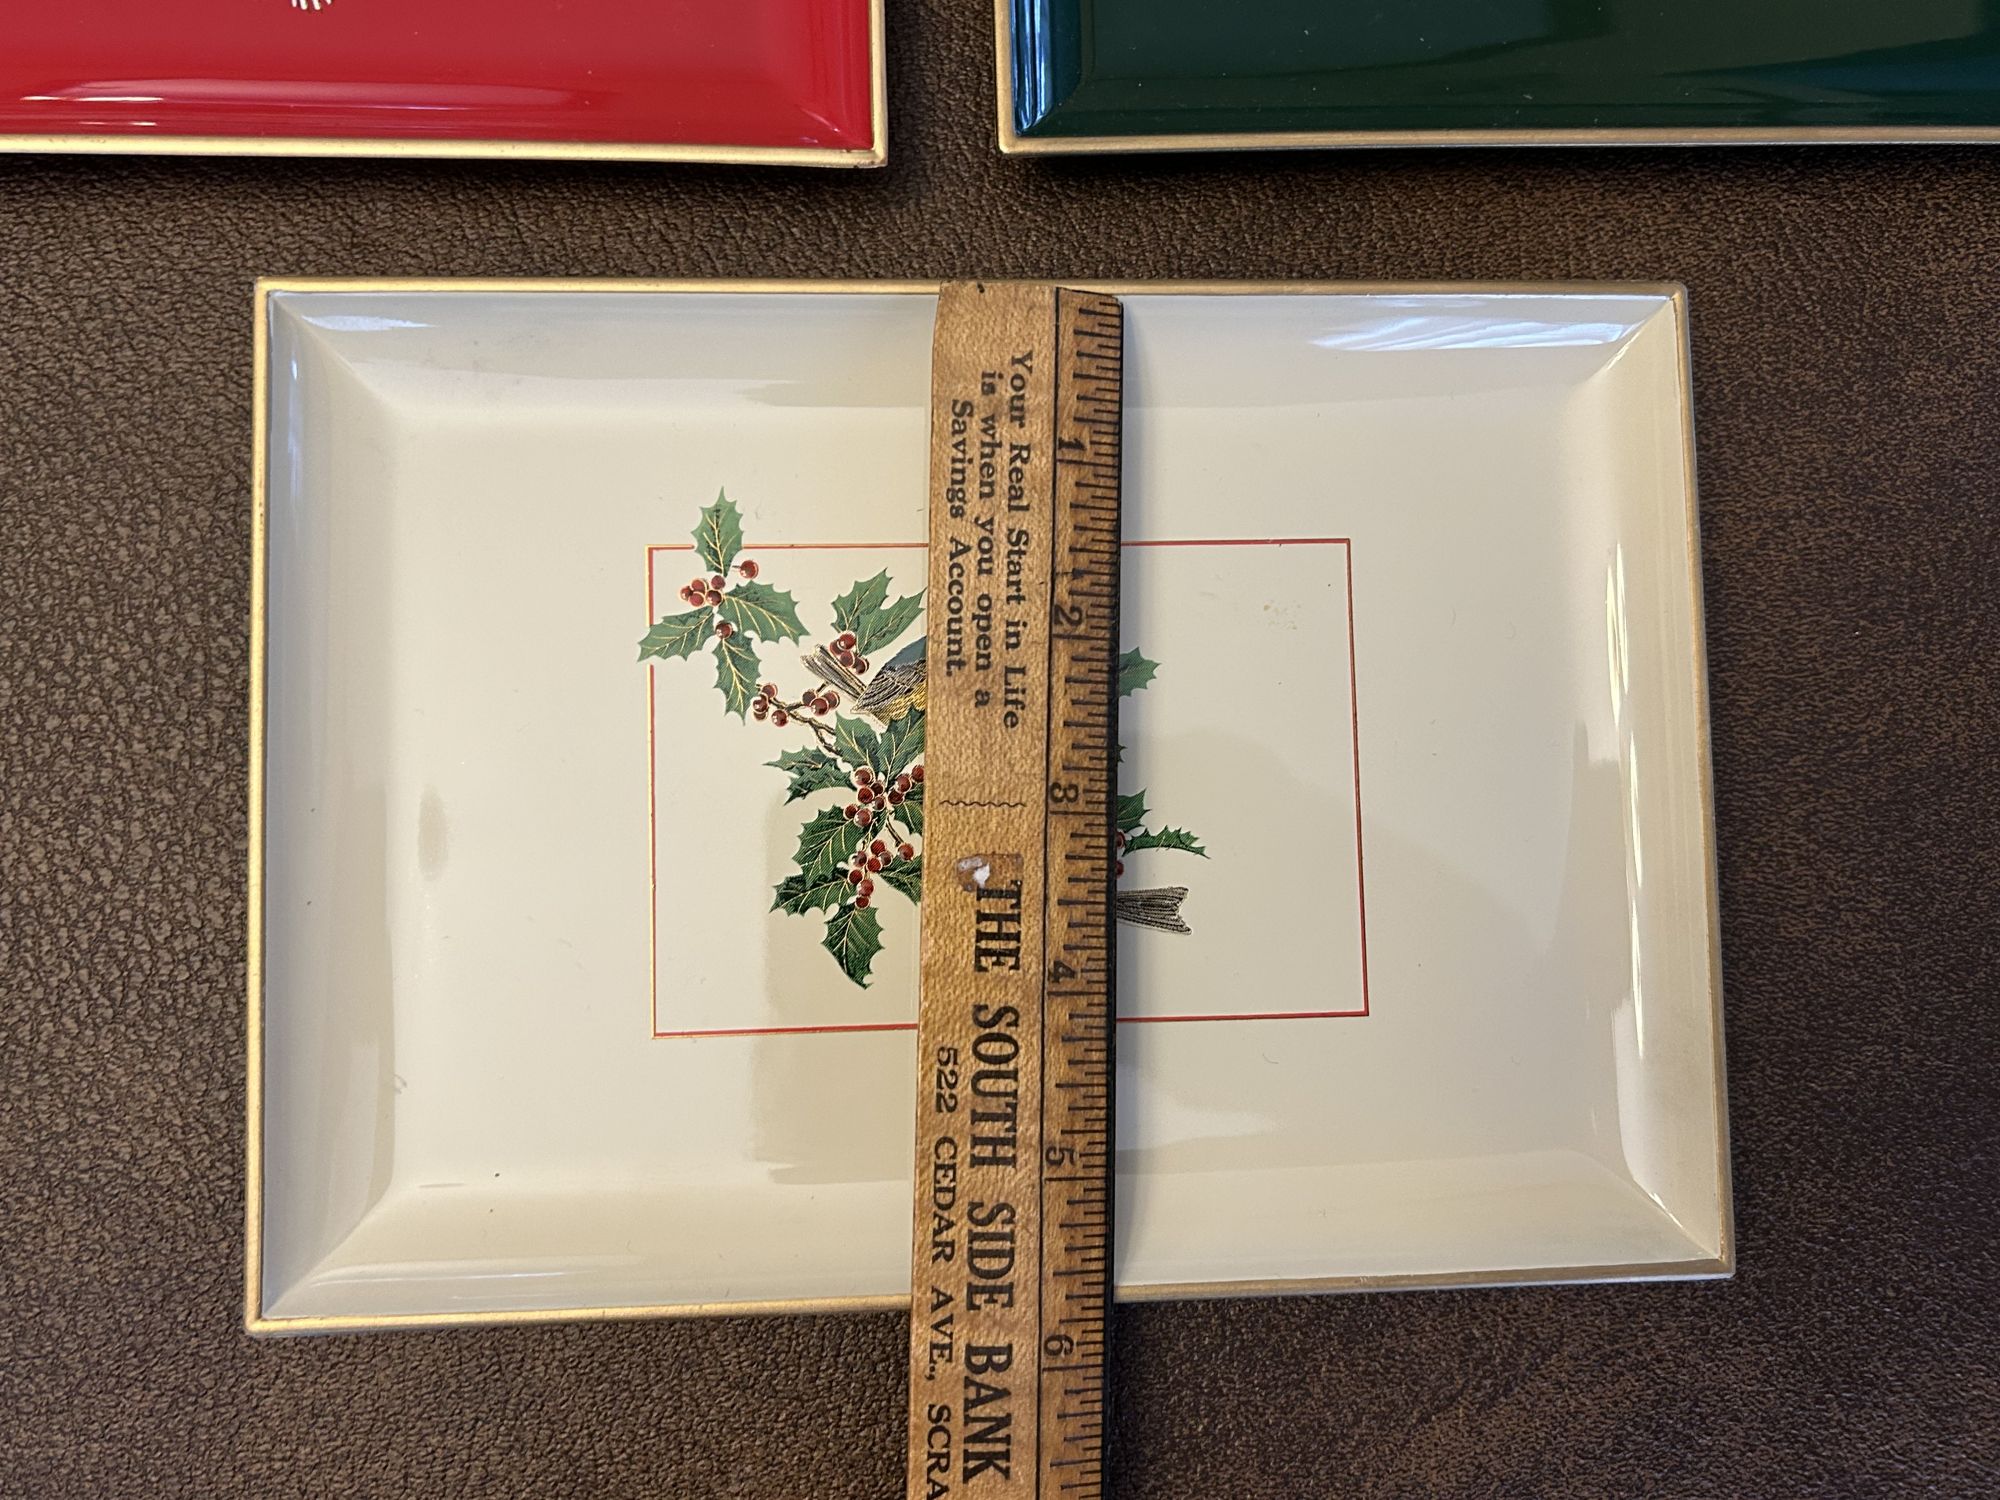 Your Real Start in Life
is when you open a
Savings Account.
THE SOUTH SIDE BANK
522 CEDAR AVE., SCRA
1
2
3
4
5
6